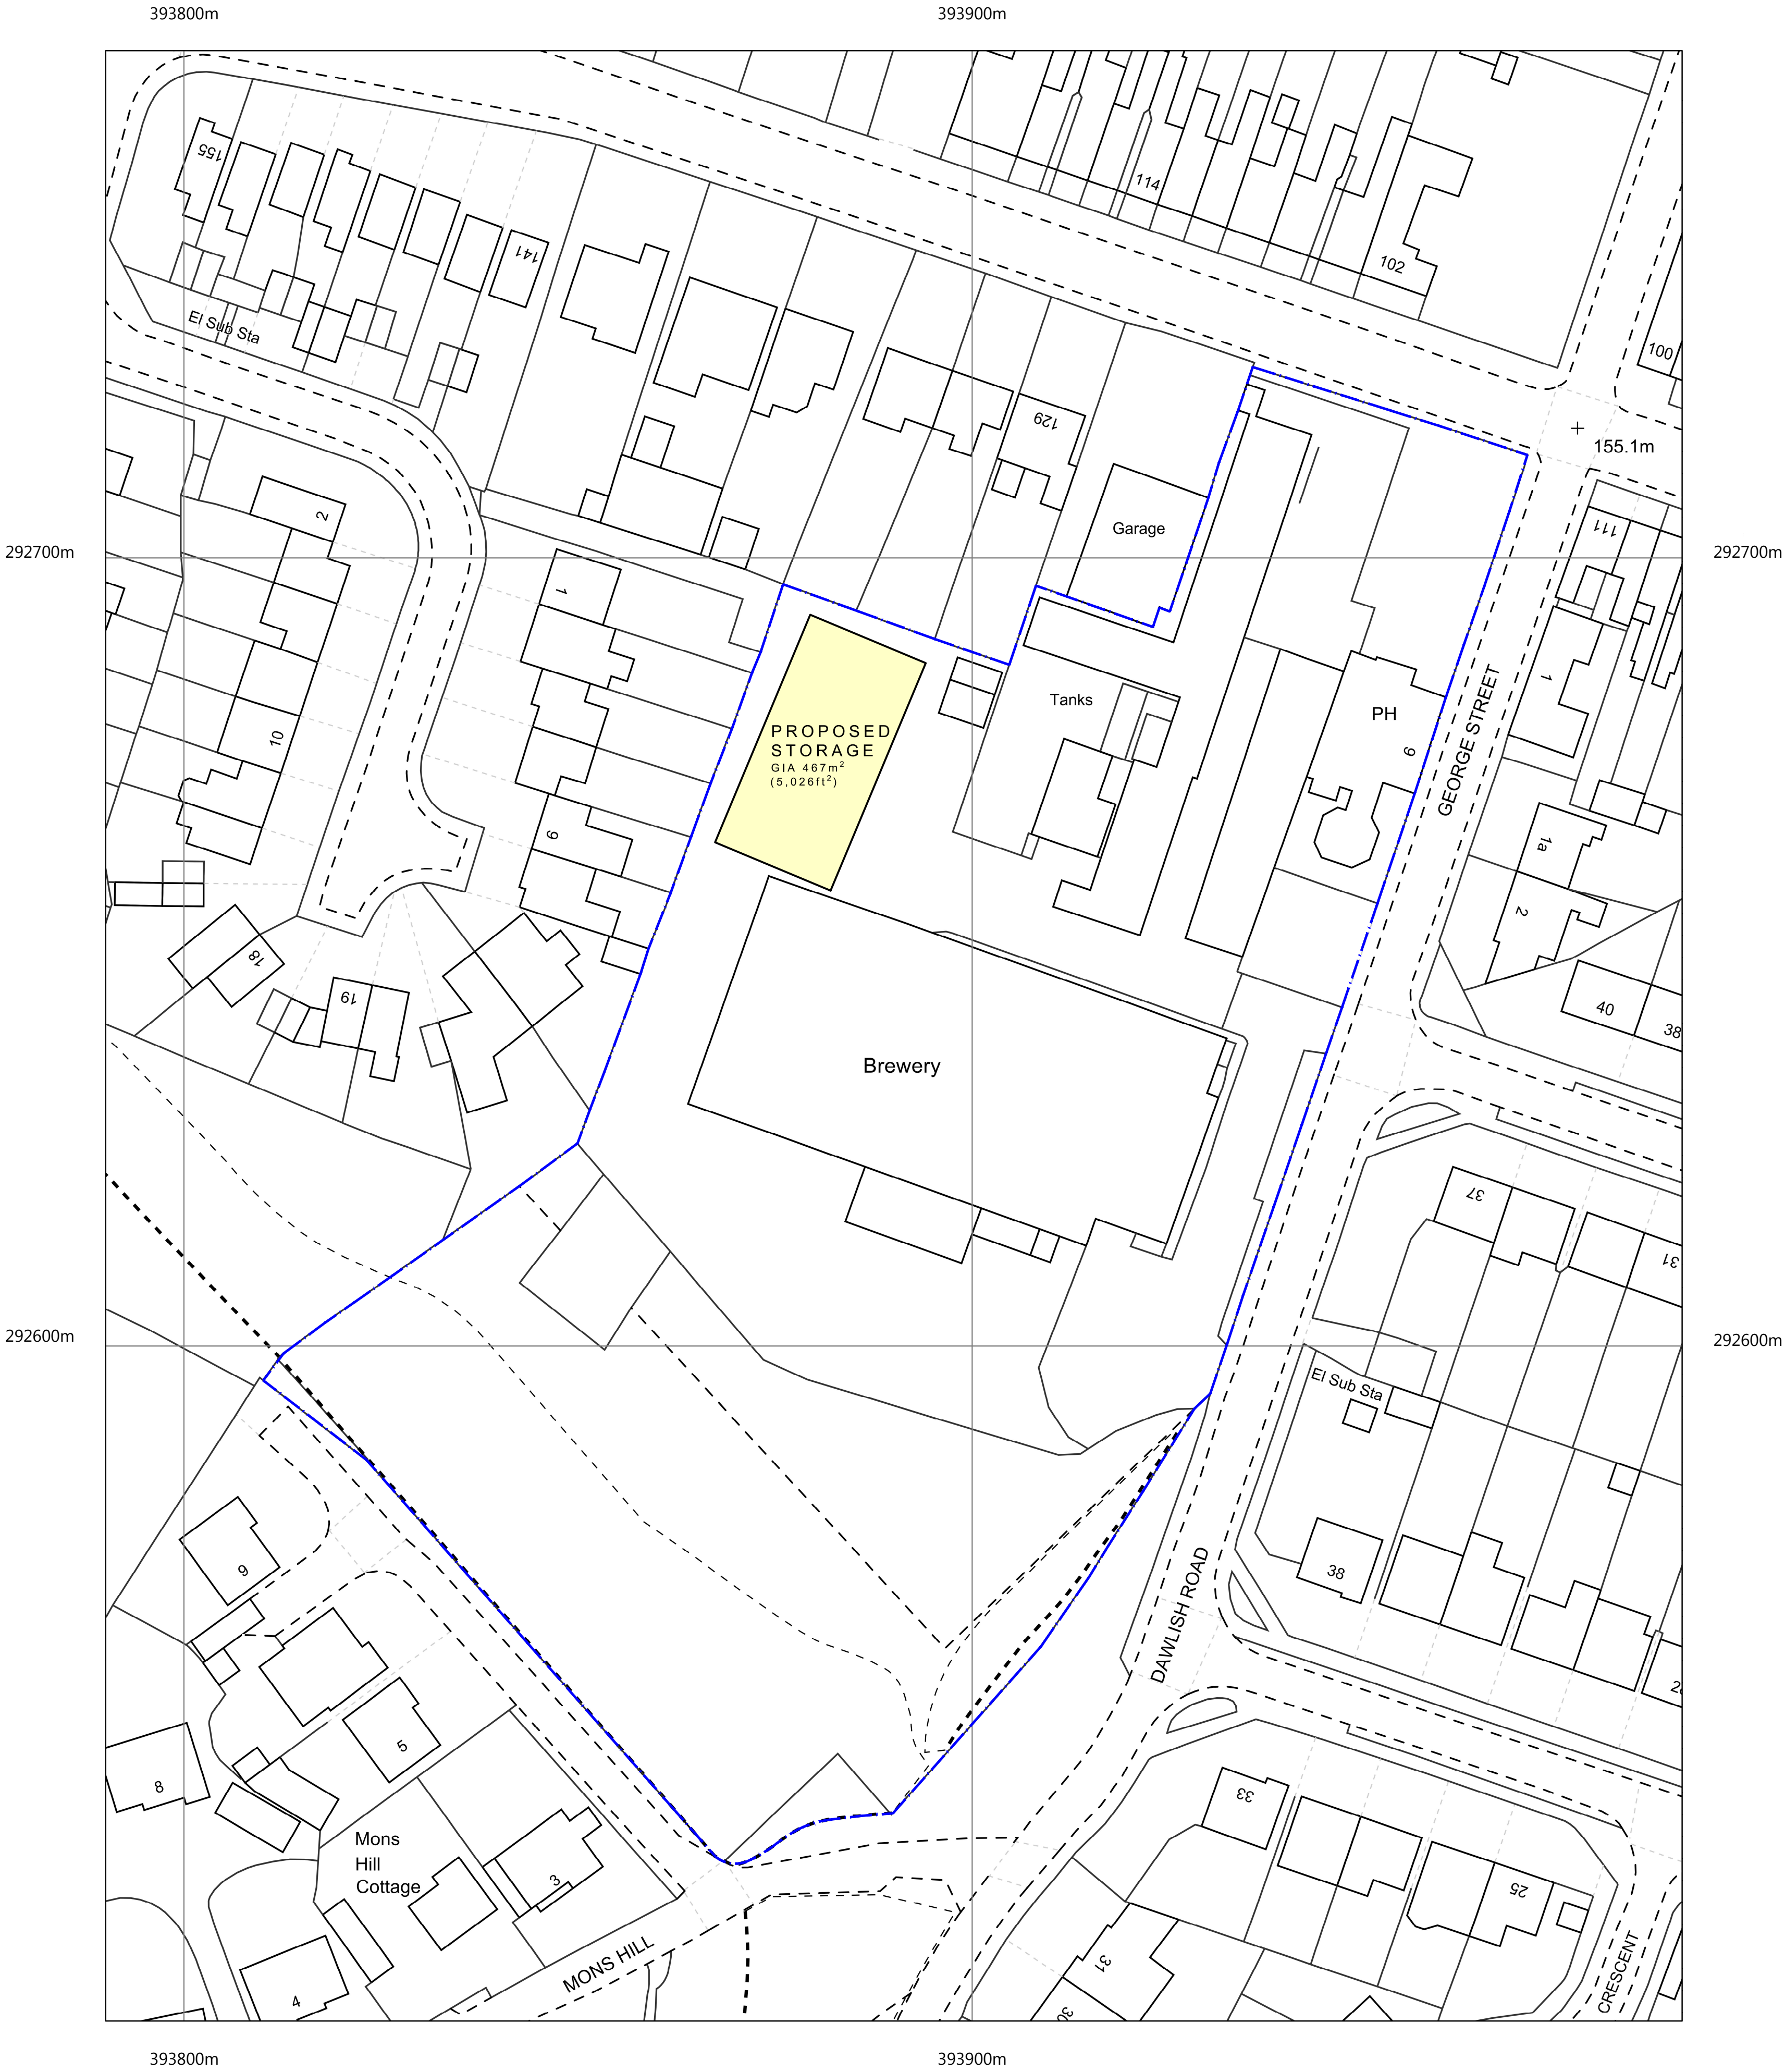 393800m
393900m
155
114
141
102
El Sub Sta
100
129
155.1m
2
111
Garage
292700m
292700m
1
Tanks
1
GEORGE STREET
PH
9
PROPOSED
STORAGE
GIA 467m²
(5,026ft²)
10
9
1a
2
18
19
40
38
Brewery
37
31
292600m
292600m
El Sub Sta
38
9
DAWLISH ROAD
5
8
33
Mons
Hill
Cottage
3
25
MONS HILL
31
30
4
CRESCENT
393800m
393900m